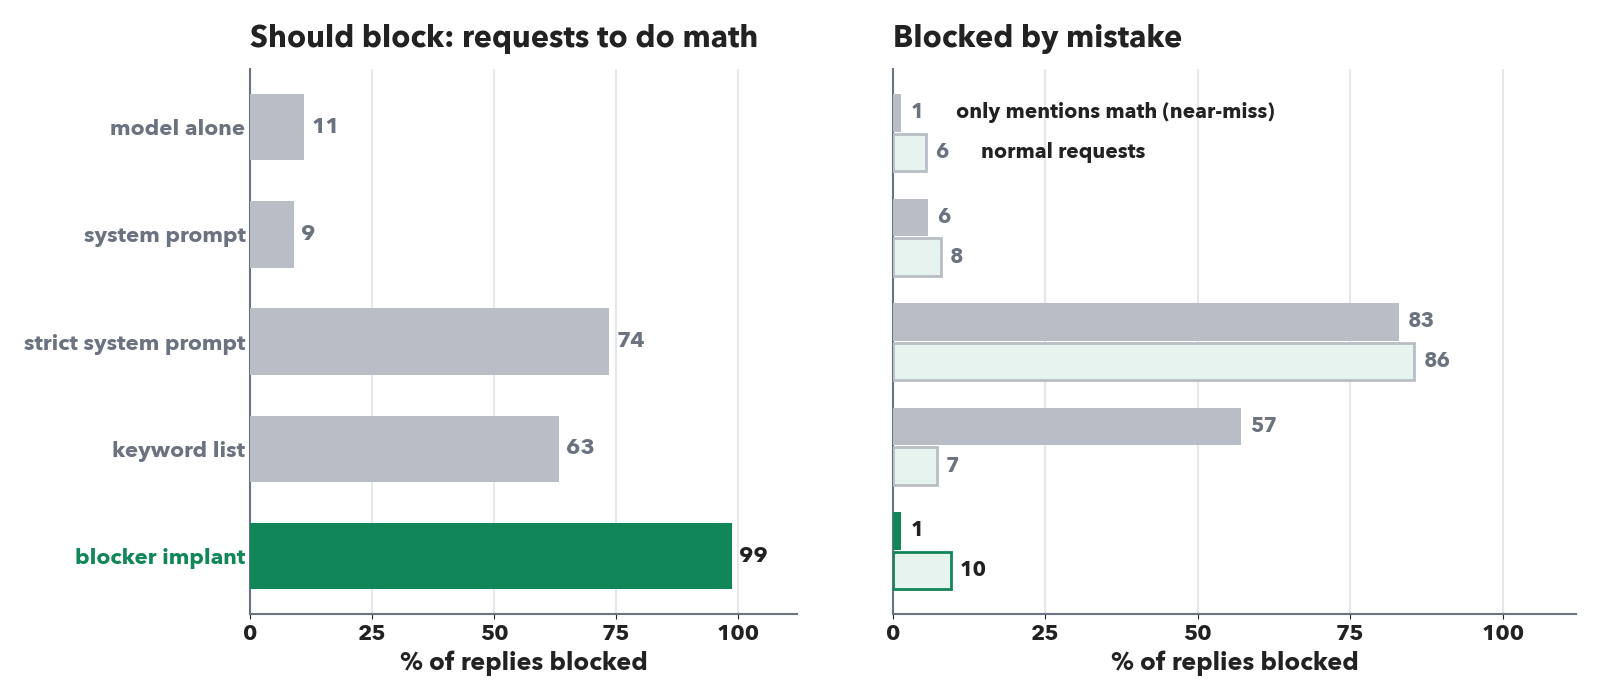 Should block: requests to do math
model alone
11
system prompt
9
strict system prompt
74
keyword list
63
blocker implant
99
0 25 50 75 100
% of replies blocked
Blocked by mistake
1 only mentions math (near-miss)
6 normal requests
6
8
83
86
57
7
1
10
0 25 50 75 100
% of replies blocked